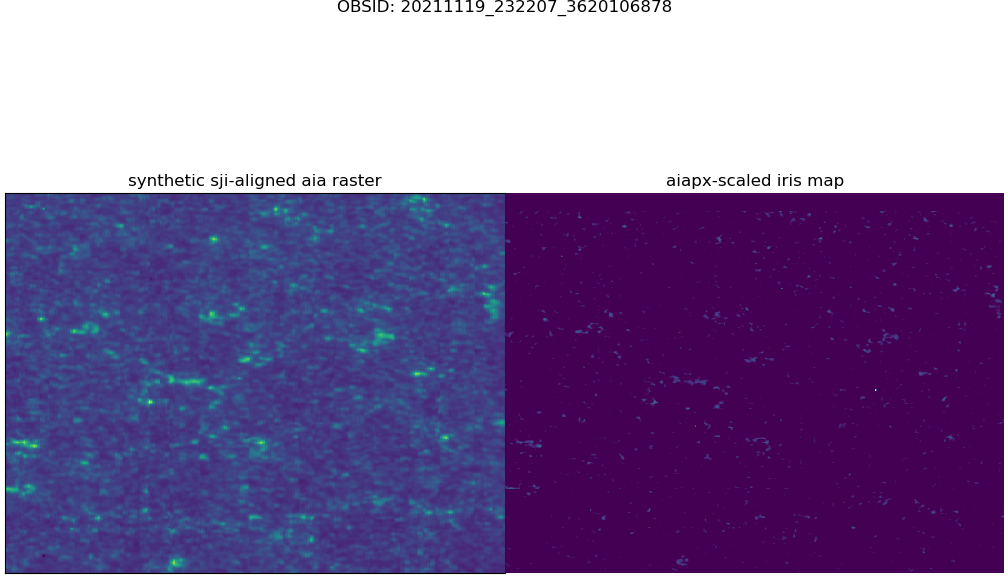 OBSID: 20211119_232207_3620106878
synthetic sji-aligned aia raster
aiapx-scaled iris map